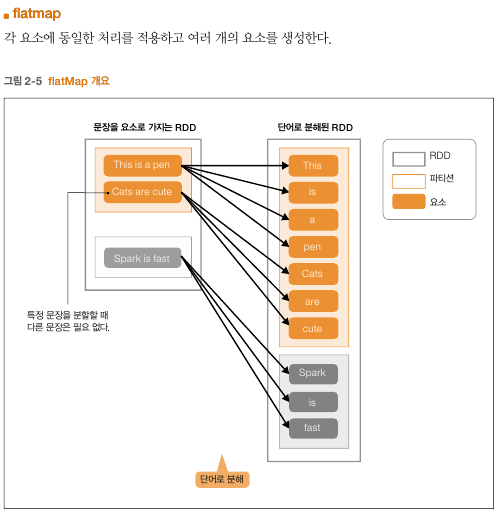 flatmap
각 요소에 동일한 처리를 적용하고 여러 개의 요소를 생성한다.
그림 2-5 flatMap 개요
문장을 요소로 가지는 RDD
This is a pen
Cats are cute
Spark is fast
특정 문장을 분할할 때
다른 문장은 필요 없다.
단어로 분해된 RDD
This
is
a
pen
Cats
are
cute
Spark
is
fast
RDD
파티션
요소
단어로 분해